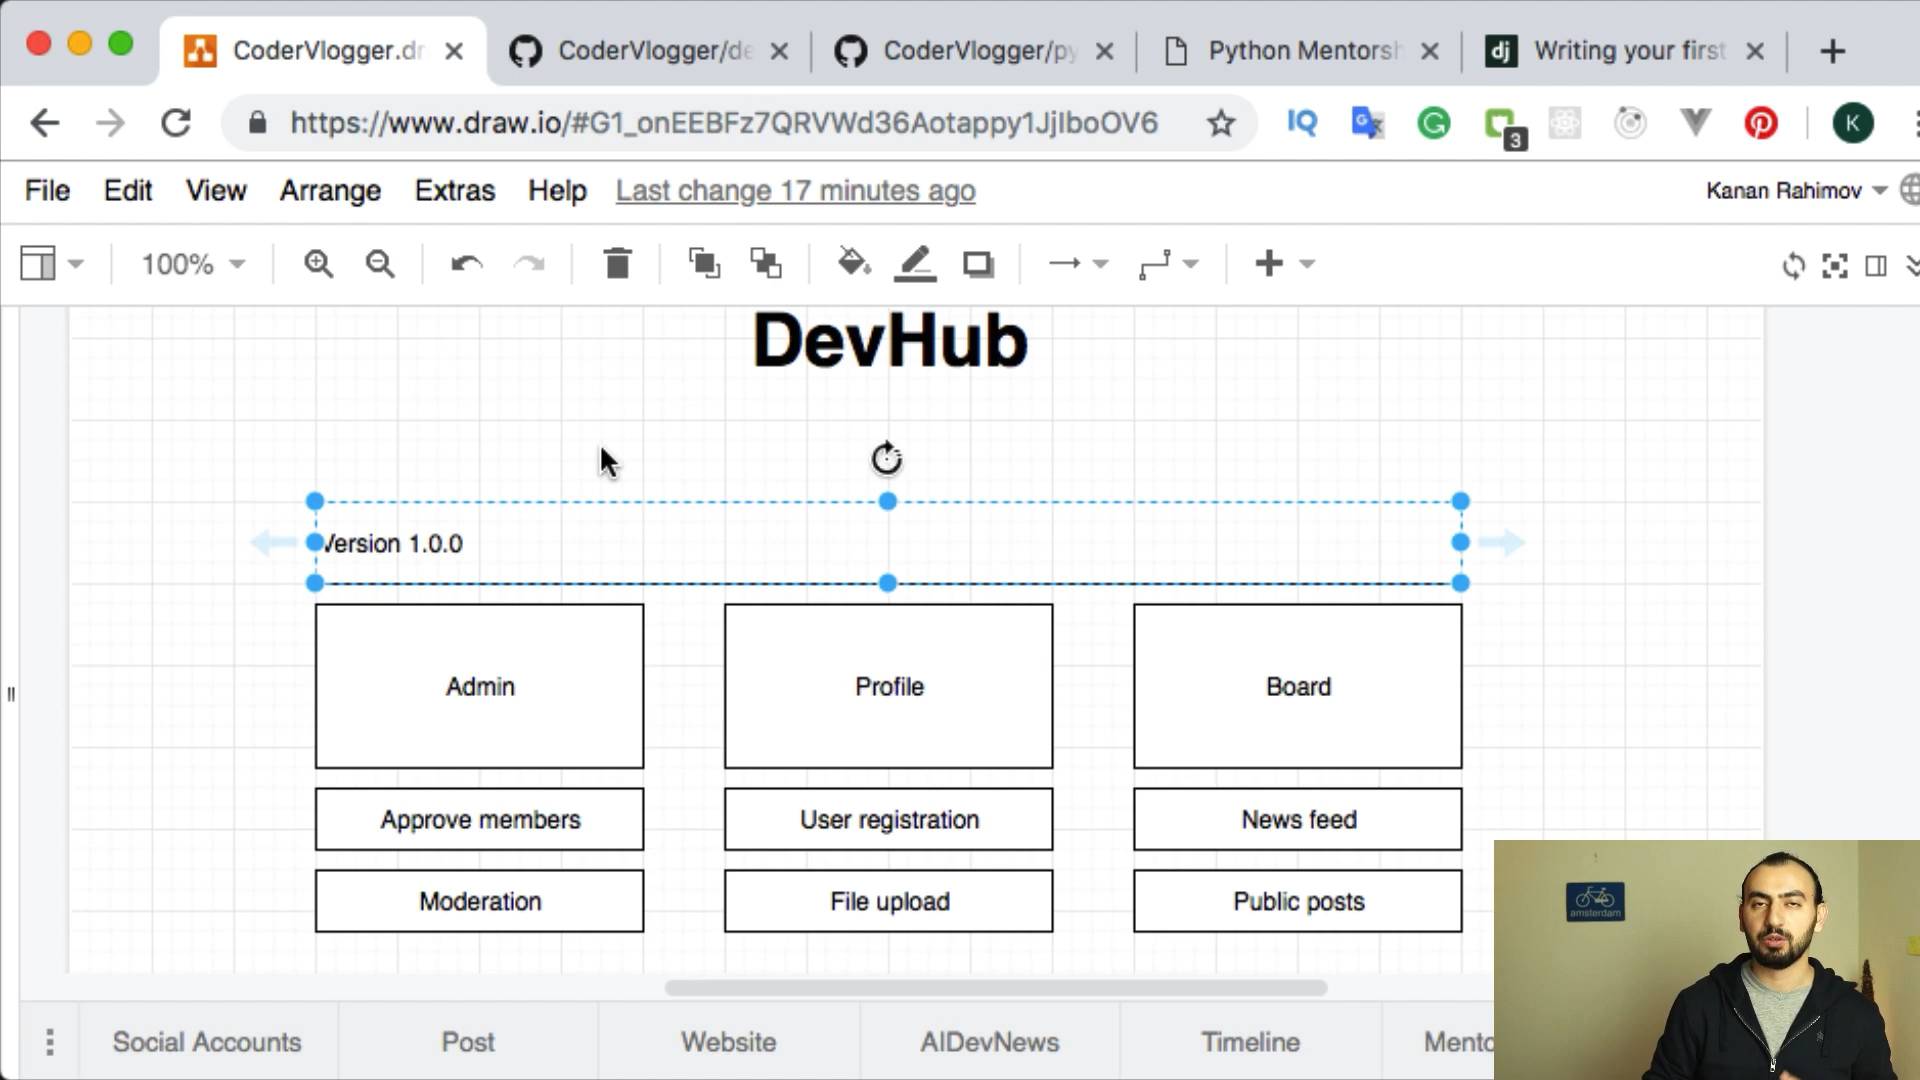 CoderVlogger.dr
CoderVlogger/de
CoderVlogger/py
Python Mentorsh
dj
Writing your first
https://www.draw.io/#G1_onEEBFz7QRVWd36Aotappy1JjIboOV6
IQ
3
K
File Edit View Arrange Extras Help Last change 17 minutes ago
Kanan Rahimov
100%
DevHub
Version 1.0.0
Admin Profile Board
Approve members User registration News feed
Moderation File upload Public posts
amsterdam
Social Accounts Post Website AIDevNews Timeline Mento